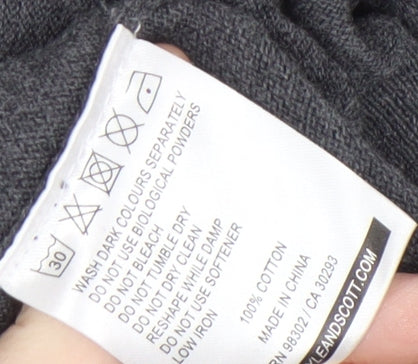 30
WASH DARK COLOURS SEPARATELY
DO NOT USE BIOLOGICAL POWDERS
DO NOT BLEACH
DO NOT TUMBLE DRY
DO NOT DRY CLEAN
RESHAPE WHILE DAMP
DO NOT USE SOFTENER
LOW IRON
100% COTTON
MADE IN CHINA
RN 98302 / CA 30293
LEANDSCOTT.COM